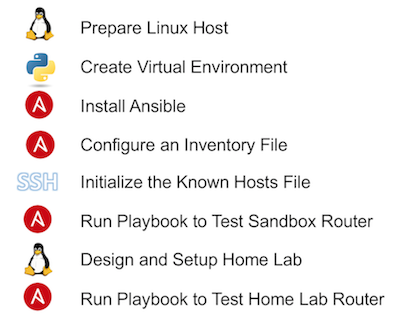 Prepare Linux Host
Create Virtual Environment
Install Ansible
Configure an Inventory File
SSH Initialize the Known Hosts File
Run Playbook to Test Sandbox Router
Design and Setup Home Lab
Run Playbook to Test Home Lab Router